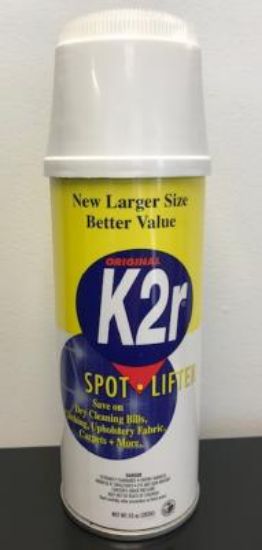 New Larger Size
Better Value
ORIGINAL
K2r
SPOT • LIFTER
Save on
Dry Cleaning Bills,
Clothing, Upholstery Fabric,
Carpets + More...
DANGER